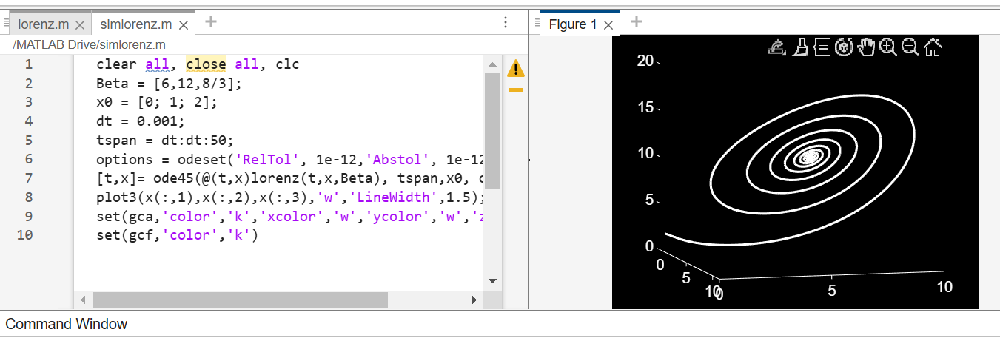 lorenz.m
simlorenz.m
Figure 1
/MATLAB Drive/simlorenz.m
1 clear all, close all, clc
2 Beta = [6,12,8/3];
3 x0 = [0; 1; 2];
4 dt = 0.001;
5 tspan = dt:dt:50;
6 options = odeset('RelTol', 1e-12,'Abstol', 1e-12
7 [t,x]= ode45(@(t,x)lorenz(t,x,Beta), tspan,x0,
8 plot3(x(:,1),x(:,2),x(:,3),'w','LineWidth',1.5);
9 set(gca,'color','k','xcolor','w','ycolor','w','z
10 set(gcf,'color','k')
20
15
10
5
0
0
5
10
0
5
10
Command Window